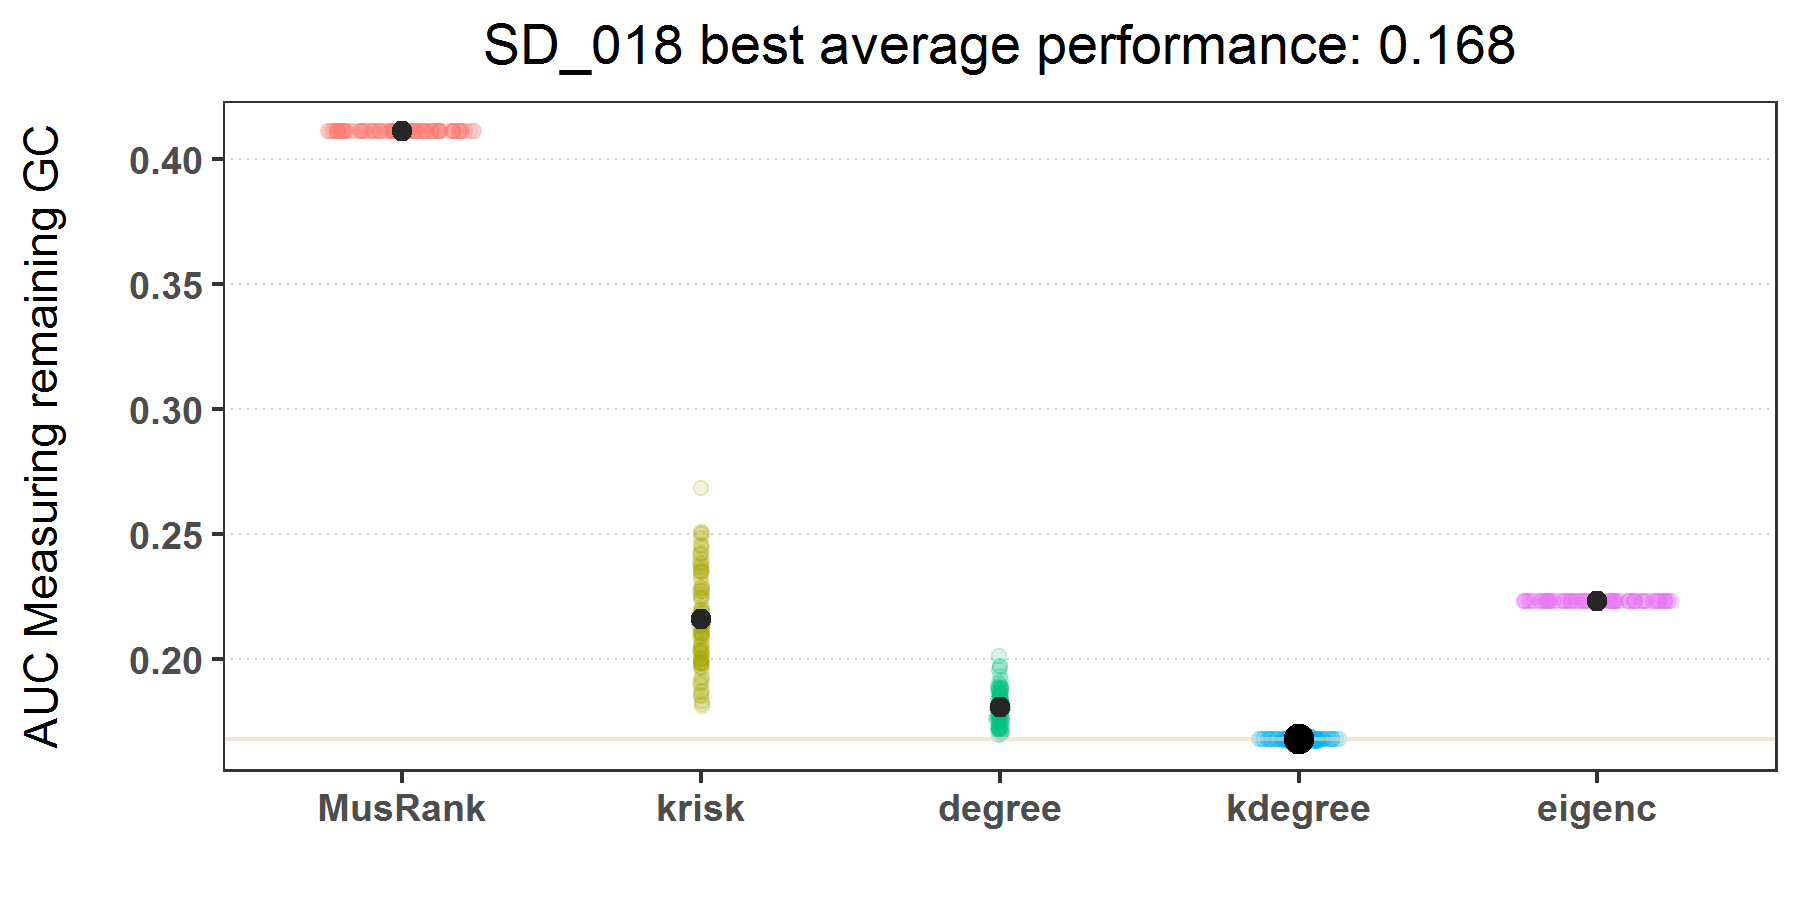 SD_018 best average performance: 0.168
AUC Measuring remaining GC
0.40
0.35
0.30
0.25
0.20
MusRank krisk degree kdegree eigenc